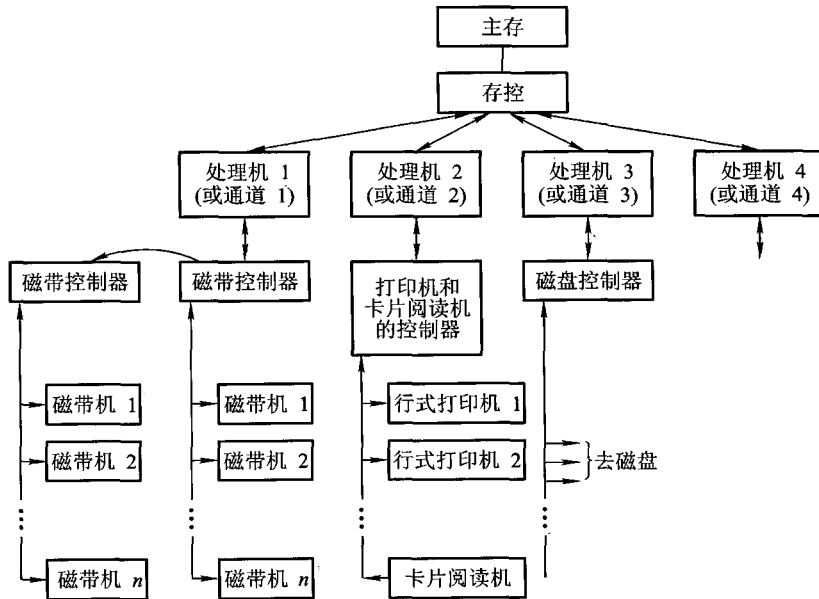 主存
存控
处理机 1
(或通道 1)
处理机 2
(或通道 2)
处理机 3
(或通道 3)
处理机 4
(或通道 4)
磁带控制器
磁带控制器
打印机和
卡片阅读机
的控制器
磁盘控制器
磁带机 1
磁带机 1
行式打印机 1
磁带机 2
磁带机 2
行式打印机 2
去磁盘
磁带机 n
磁带机 n
卡片阅读机